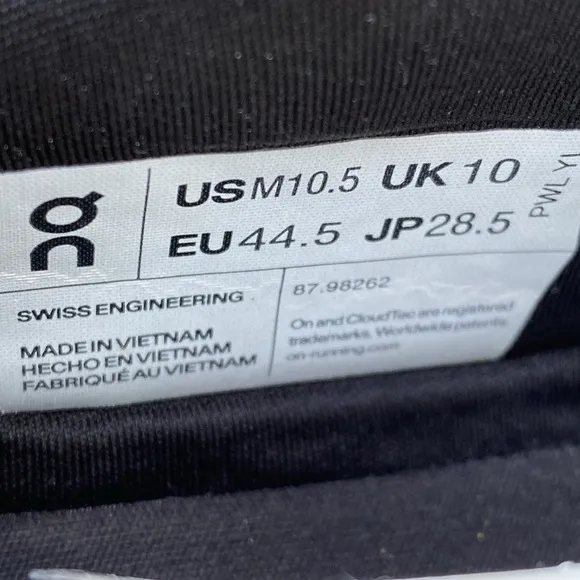 On
US M10.5 UK 10
EU 44.5 JP 28.5
PWL YL
SWISS ENGINEERING
87.98262
MADE IN VIETNAM
HECHO EN VIETNAM
FABRIQUÉ AU VIETNAM
On and CloudTec are registered
trademarks, Worldwide patents,
on-running.com